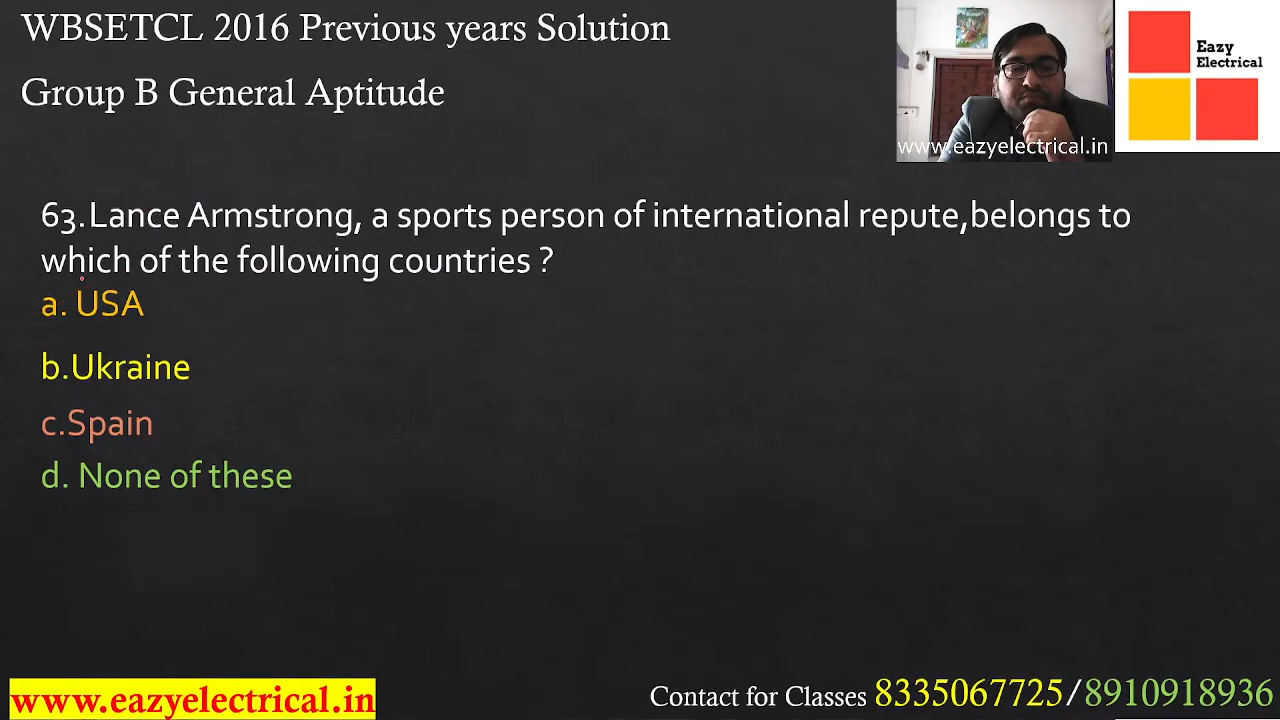 WBSETCL 2016 Previous years Solution
Group B General Aptitude
Eazy
Electrical
www.eazyelectrical.in
63.Lance Armstrong, a sports person of international repute,belongs to
which of the following countries ?
a. USA
b.Ukraine
c.Spain
d. None of these
www.eazyelectrical.in
Contact for Classes 8335067725/8910918936